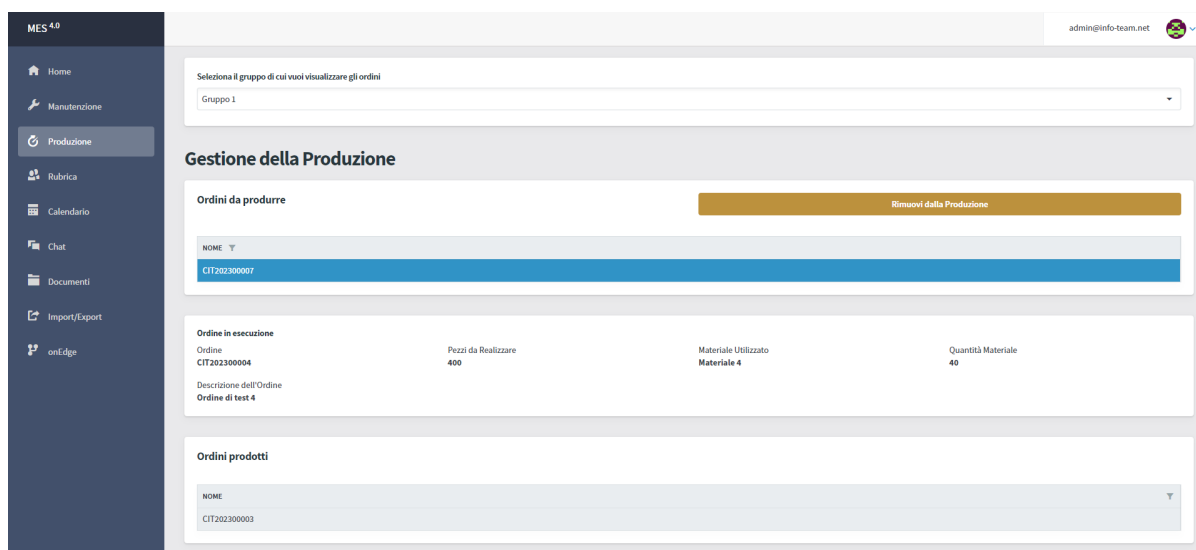 MES 4.0
admin@info-team.net
Home
Manutenzione
Produzione
Rubrica
Calendario
Chat
Documenti
Import/Export
onEdge
Seleziona il gruppo di cui vuoi visualizzare gli ordini
Gruppo 1
Gestione della Produzione
Ordini da produrre
Rimuovi dalla Produzione
NOME
CIT202300007
Ordine in esecuzione
Ordine Pezzi da Realizzare Materiale Utilizzato Quantità Materiale
CIT202300004 400 Materiale 4 40
Descrizione dell'Ordine
Ordine di test 4
Ordini prodotti
NOME
CIT202300003